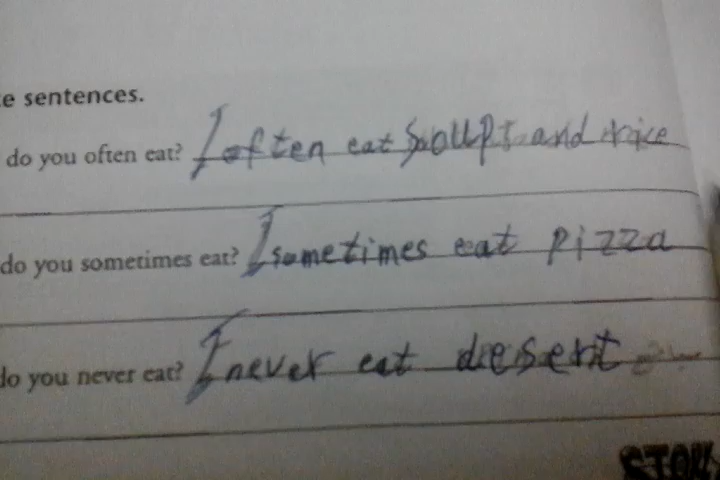 e sentences.
do you often eat? I often eat soup and rice
do you sometimes eat? I sometimes eat pizza
do you never eat? I never eat desert